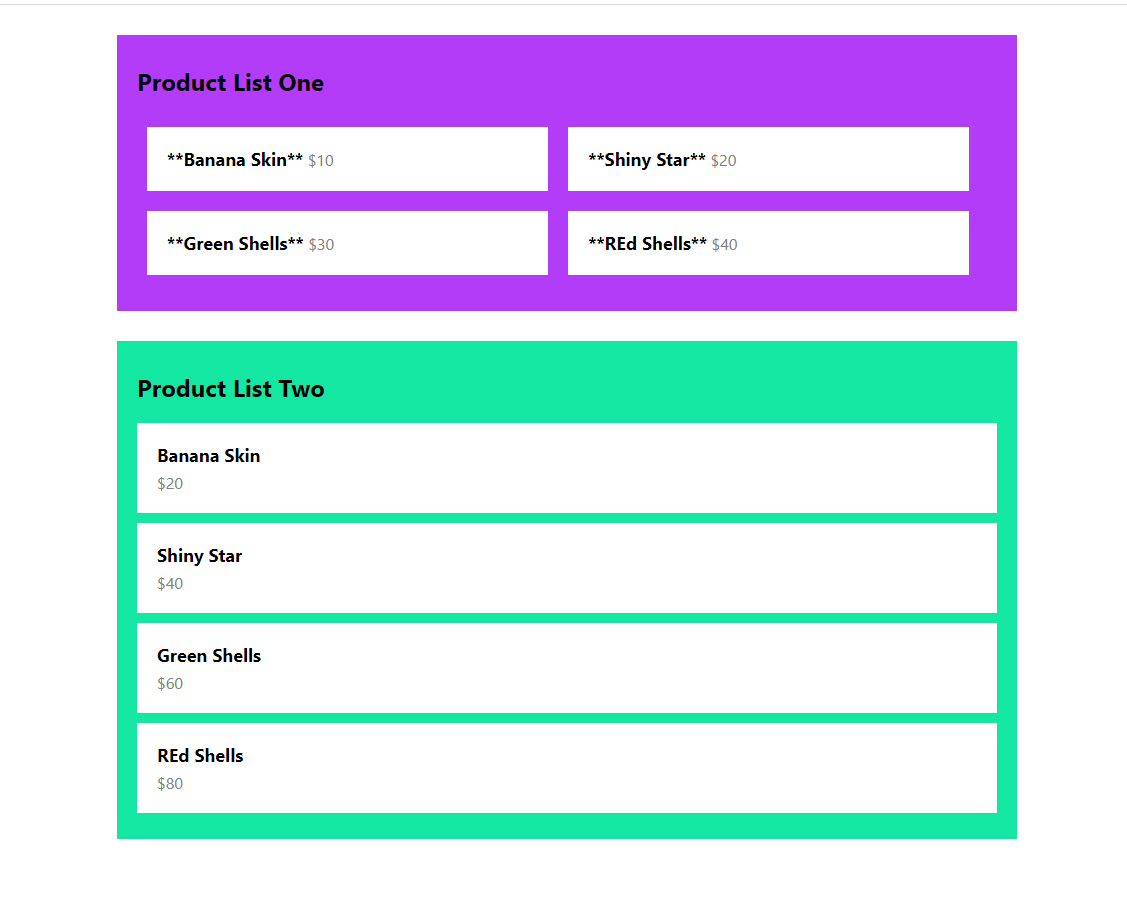 Product List One
**Banana Skin** $10
**Shiny Star** $20
**Green Shells** $30
**REd Shells** $40
Product List Two
Banana Skin
$20
Shiny Star
$40
Green Shells
$60
REd Shells
$80